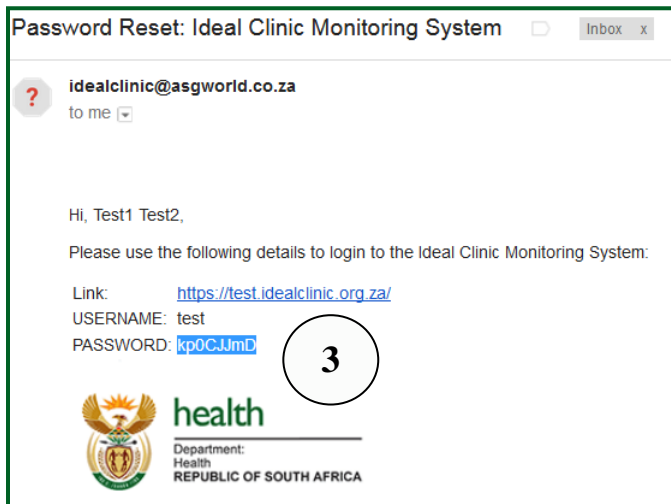 Password Reset: Ideal Clinic Monitoring System
Inbox x
?
idealclinic@asgworld.co.za
to me
Hi, Test1 Test2,
Please use the following details to login to the Ideal Clinic Monitoring System:
Link: https://test.idealclinic.org.za/
USERNAME: test
PASSWORD: kp0CJJmD
3
health
Department:
Health
REPUBLIC OF SOUTH AFRICA